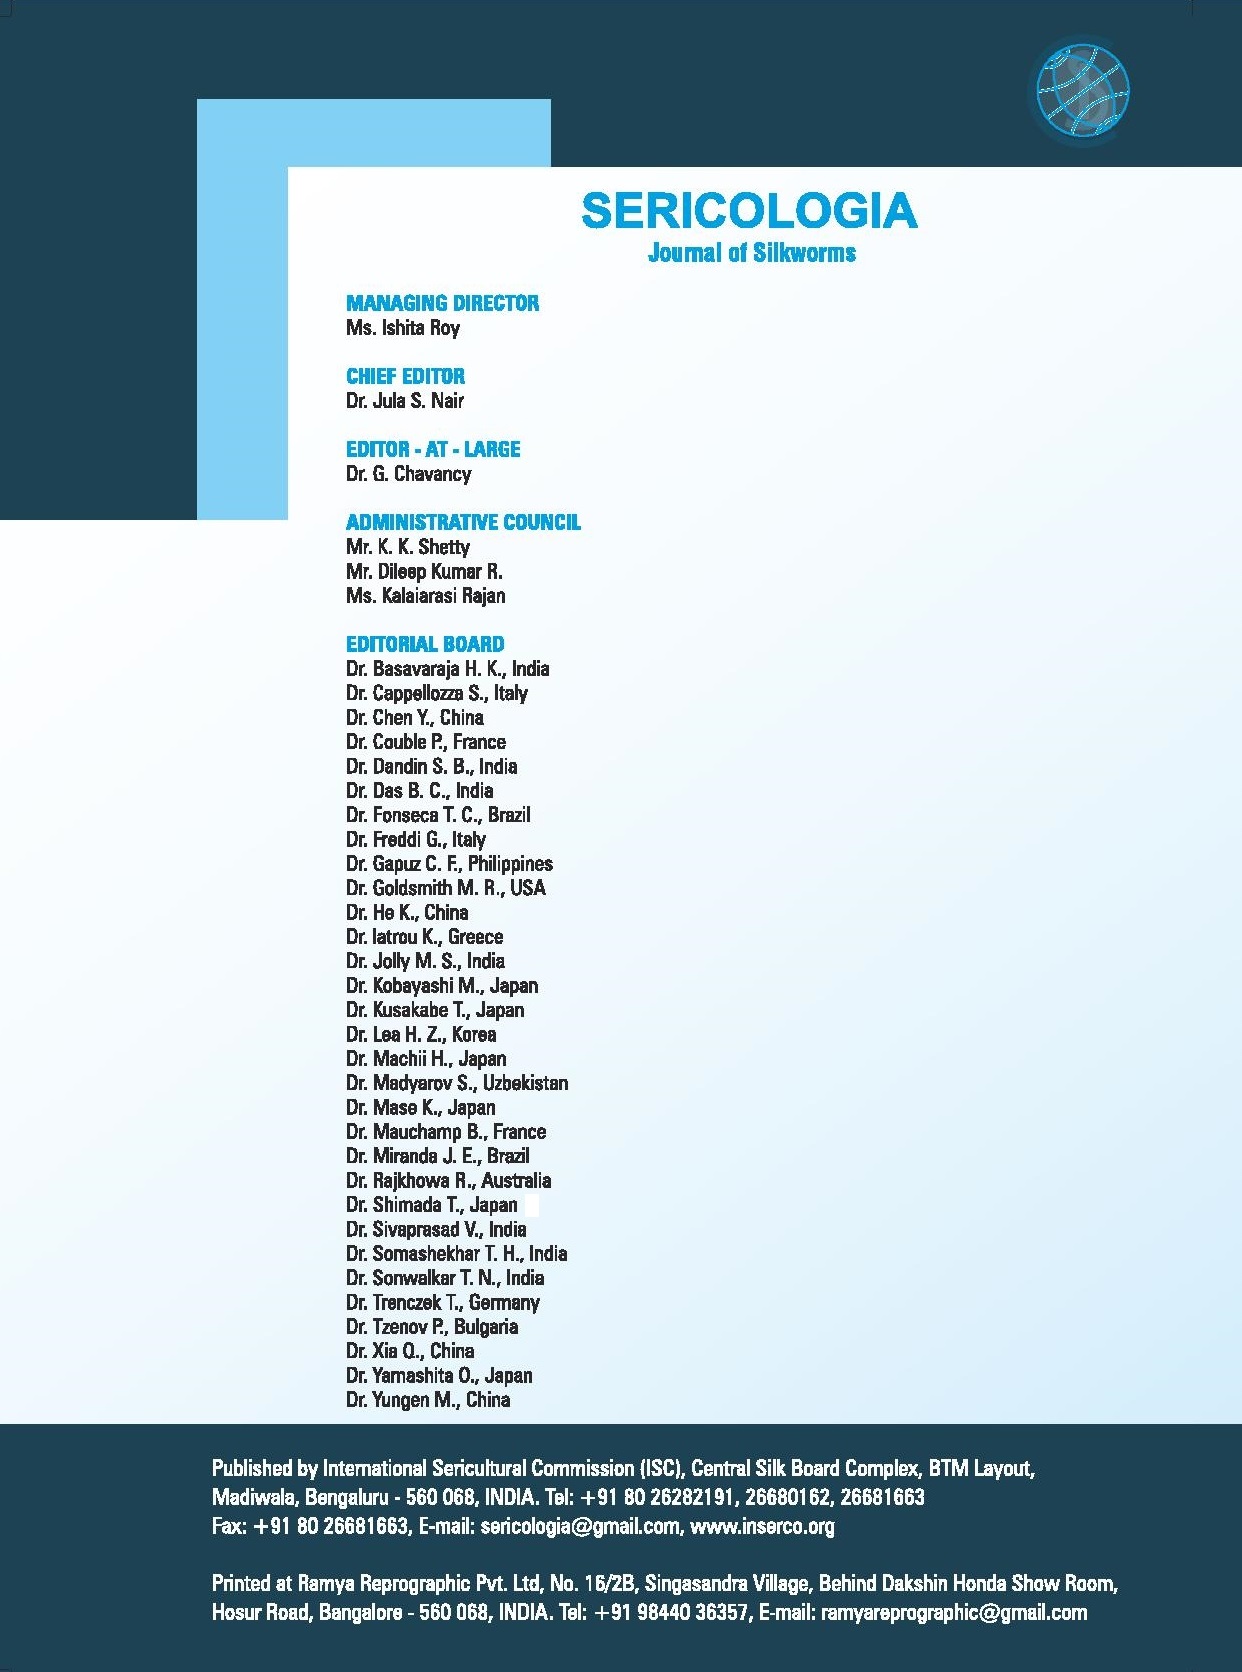 SERICOLOGIA
Journal of Silkworms
MANAGING DIRECTOR
Ms. Ishita Roy
CHIEF EDITOR
Dr. Jula S. Nair
EDITOR - AT - LARGE
Dr. G. Chavancy
ADMINISTRATIVE COUNCIL
Mr. K. K. Shetty
Mr. Dileep Kumar R.
Ms. Kalaiarasi Rajan
EDITORIAL BOARD
Dr. Basavaraja H. K., India
Dr. Cappellozza S., Italy
Dr. Chen Y., China
Dr. Couble P., France
Dr. Dandin S. B., India
Dr. Das B. C., India
Dr. Fonseca T. C., Brazil
Dr. Freddi G., Italy
Dr. Gapuz C. F., Philippines
Dr. Goldsmith M. R., USA
Dr. He K., China
Dr. Iatrou K., Greece
Dr. Jolly M. S., India
Dr. Kobayashi M., Japan
Dr. Kusakabe T., Japan
Dr. Lea H. Z., Korea
Dr. Machii H., Japan
Dr. Madyarov S., Uzbekistan
Dr. Mase K., Japan
Dr. Mauchamp B., France
Dr. Miranda J. E., Brazil
Dr. Rajkhowa R., Australia
Dr. Shimada T., Japan
Dr. Sivaprasad V., India
Dr. Somashekhar T. H., India
Dr. Sonwalkar T. N., India
Dr. Trenczek T., Germany
Dr. Tzenov P., Bulgaria
Dr. Xia Q., China
Dr. Yamashita O., Japan
Dr. Yungen M., China
Published by International Sericultural Commission (ISC), Central Silk Board Complex, BTM Layout,
Madiwala, Bengaluru - 560 068, INDIA. Tel: +91 80 26282191, 26680162, 26681663
Fax: +91 80 26681663, E-mail: sericologia@gmail.com, www.inserco.org
Printed at Ramya Reprographic Pvt. Ltd, No. 16/2B, Singasandra Village, Behind Dakshin Honda Show Room,
Hosur Road, Bangalore - 560 068, INDIA. Tel: +91 98440 36357, E-mail: ramyareprographic@gmail.com